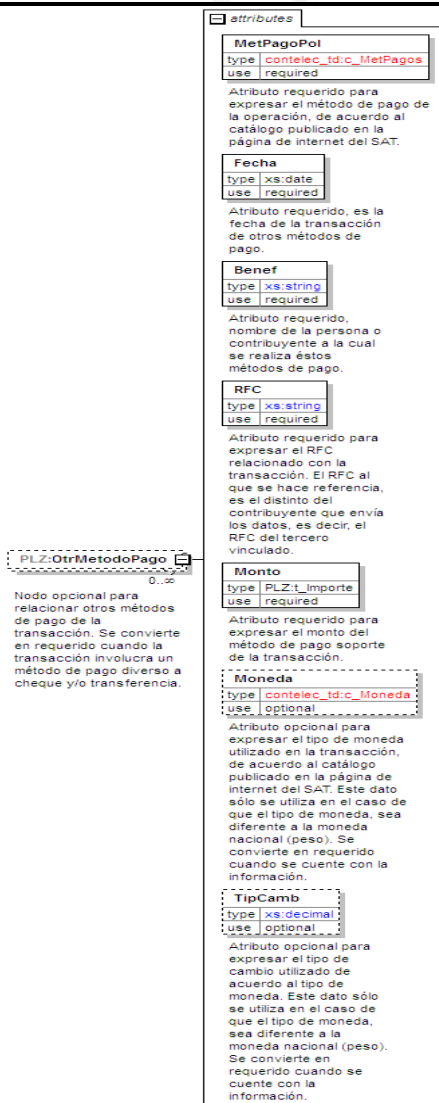 attributes
MetPagoPol
type contelec_td:c_MetPagos
use required
Atributo requerido para
expresar el método de pago de
la operación, de acuerdo al
catálogo publicado en la
página de internet del SAT.
Fecha
type xs:date
use required
Atributo requerido, es la
fecha de la transacción
de otros métodos de
pago.
Benef
type xs:string
use required
Atributo requerido,
nombre de la persona o
contribuyente a la cual
se realiza éstos
métodos de pago.
RFC
type xs:string
use required
Atributo requerido para
expresar el RFC
relacionado con la
transacción. El RFC al
que se hace referencia,
es el distinto del
contribuyente que envía
los datos, es decir, el
RFC del tercero
vinculado.
PLZ:OtrMetodoPago
0..∞
Nodo opcional para
relacionar otros métodos
de pago de la
transacción. Se convierte
en requerido cuando la
transacción involucra un
método de pago diverso a
cheque y/o transferencia.
Monto
type PLZ:t_Importe
use required
Atributo requerido para
expresar el monto del
método de pago soporte
de la transacción.
Moneda
type contelec_td:c_Moneda
use optional
Atributo opcional para
expresar el tipo de moneda
utilizado en la transacción,
de acuerdo al catálogo
publicado en la página de
internet del SAT. Este dato
sólo se utiliza en el caso de
que el tipo de moneda, sea
diferente a la moneda
nacional (peso). Se
convierte en requerido
cuando se cuente con la
información.
TipCamb
type xs:decimal
use optional
Atributo opcional para
expresar el tipo de
cambio utilizado de
acuerdo al tipo de
moneda. Este dato sólo
se utiliza en el caso de
que el tipo de moneda,
sea diferente a la
moneda nacional (peso).
Se convierte en
requerido cuando se
cuente con la
información.